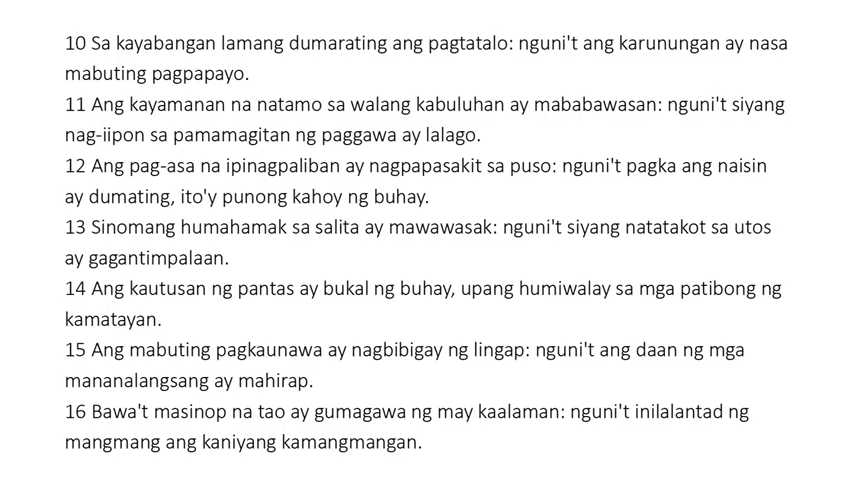 10 Sa kayabangan lamang dumarating ang pagtatalo: nguni't ang karunungan ay nasa
mabuting pagpapayo.
11 Ang kayamanan na natamo sa walang kabuluhan ay mababawasan: nguni't siyang
nag-iipon sa pamamagitan ng paggawa ay lalago.
12 Ang pag-asa na ipinagpaliban ay nagpapasakit sa puso: nguni't pagka ang naisin
ay dumating, ito'y punong kahoy ng buhay.
13 Sinomang humahamak sa salita ay mawawasak: nguni't siyang natatakot sa utos
ay gagantimpalaan.
14 Ang kautusan ng pantas ay bukal ng buhay, upang humiwalay sa mga patibong ng
kamatayan.
15 Ang mabuting pagkaunawa ay nagbibigay ng lingap: nguni't ang daan ng mga
mananalangsang ay mahirap.
16 Bawa't masinop na tao ay gumagawa ng may kaalaman: nguni't inilalantad ng
mangmang ang kaniyang kamangmangan.